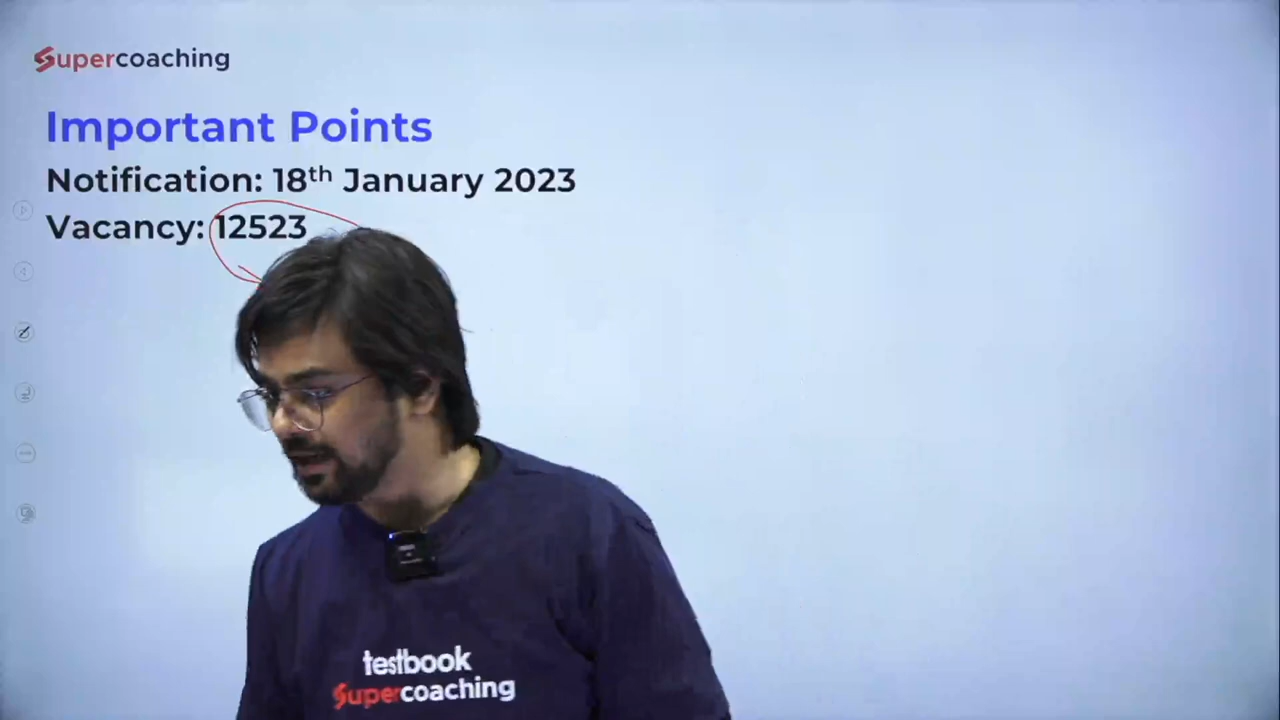 Supercoaching
Important Points
Notification: 18th January 2023
Vacancy: 12523
testbook
Supercoaching